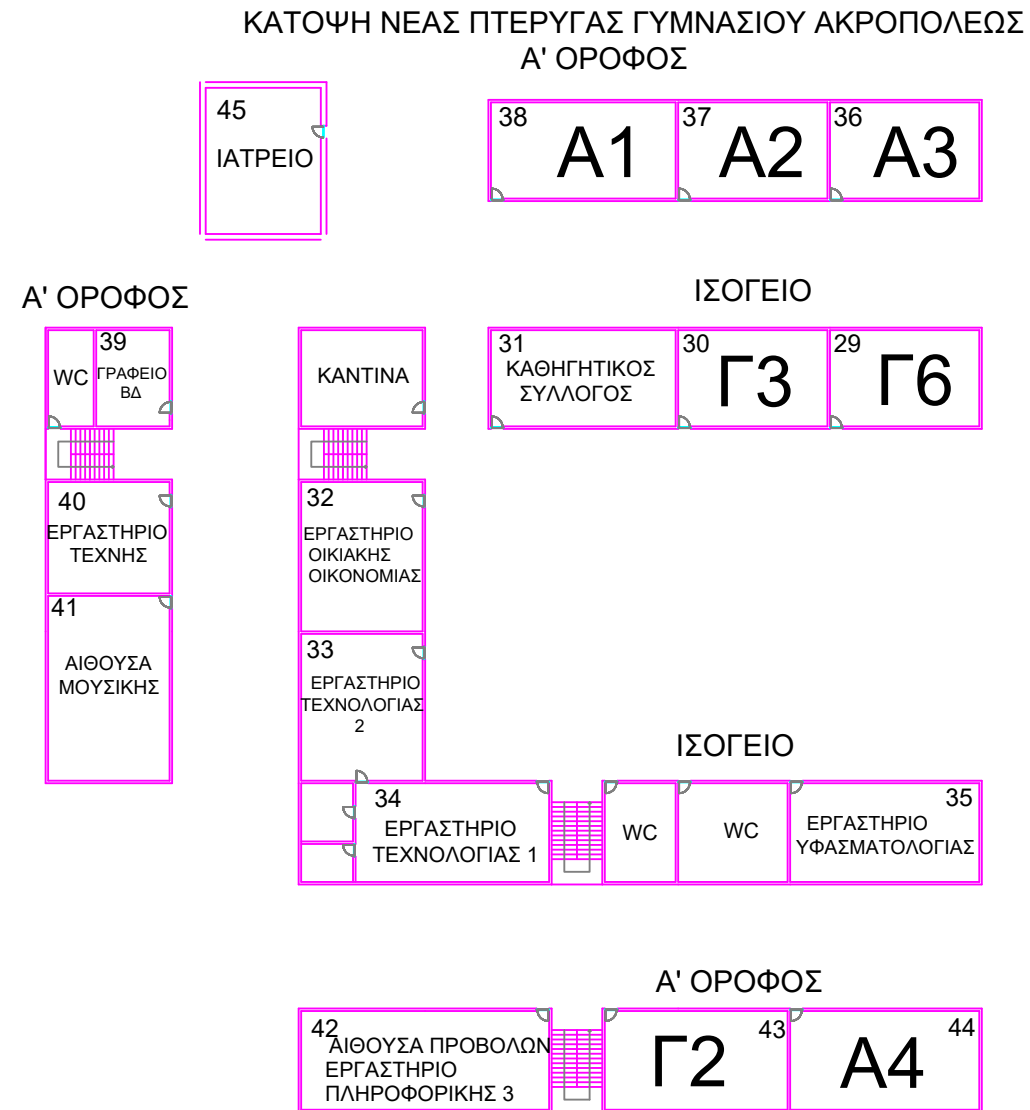 ΚΑΤΟΨΗ ΝΕΑΣ ΠΤΕΡΥΓΑΣ ΓΥΜΝΑΣΙΟΥ ΑΚΡΟΠΟΛΕΩΣ
Α' ΟΡΟΦΟΣ
45
ΙΑΤΡΕΙΟ
38
Α1
37
Α2
36
Α3
Α' ΟΡΟΦΟΣ
ΙΣΟΓΕΙΟ
WC
39
ΓΡΑΦΕΙΟ
ΒΔ
ΚΑΝΤΙΝΑ
31
ΚΑΘΗΓΗΤΙΚΟΣ
ΣΥΛΛΟΓΟΣ
30
Γ3
29
Γ6
40
ΕΡΓΑΣΤΗΡΙΟ
ΤΕΧΝΗΣ
32
ΕΡΓΑΣΤΗΡΙΟ
ΟΙΚΙΑΚΗΣ
ΟΙΚΟΝΟΜΙΑΣ
41
ΑΙΘΟΥΣΑ
ΜΟΥΣΙΚΗΣ
33
ΕΡΓΑΣΤΗΡΙΟ
ΤΕΧΝΟΛΟΓΙΑΣ
2
ΙΣΟΓΕΙΟ
34
ΕΡΓΑΣΤΗΡΙΟ
ΤΕΧΝΟΛΟΓΙΑΣ 1
WC
WC
35
ΕΡΓΑΣΤΗΡΙΟ
ΥΦΑΣΜΑΤΟΛΟΓΙΑΣ
Α' ΟΡΟΦΟΣ
42
ΑΙΘΟΥΣΑ ΠΡΟΒΟΛΩΝ
ΕΡΓΑΣΤΗΡΙΟ
ΠΛΗΡΟΦΟΡΙΚΗΣ 3
Γ2
43
Α4
44